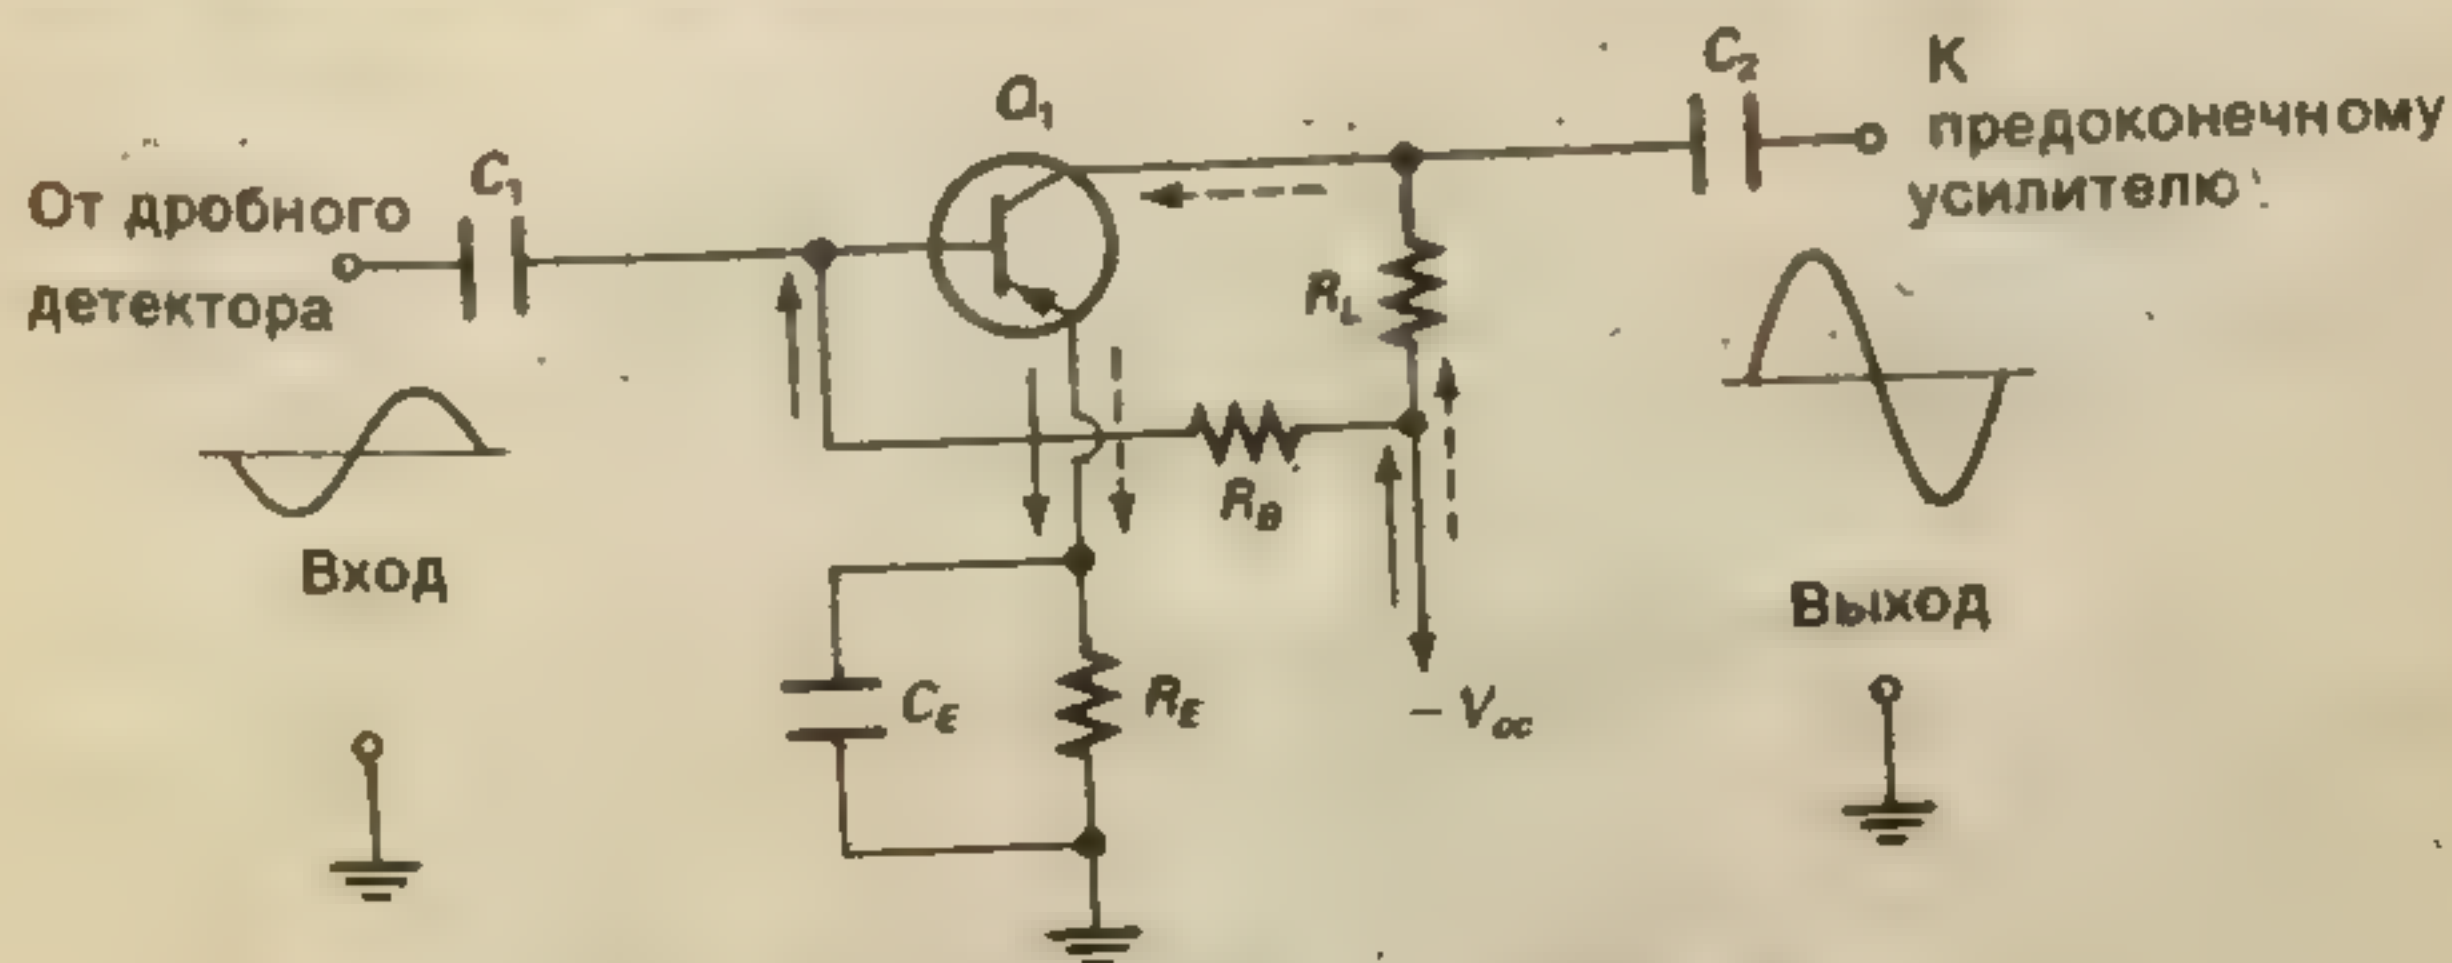 От дробного
детектора
C₁
Q₁
C₂
К
предоконечному
усилителю
R_L
R_B
Вход
Выход
C_E
R_E
– V_cc